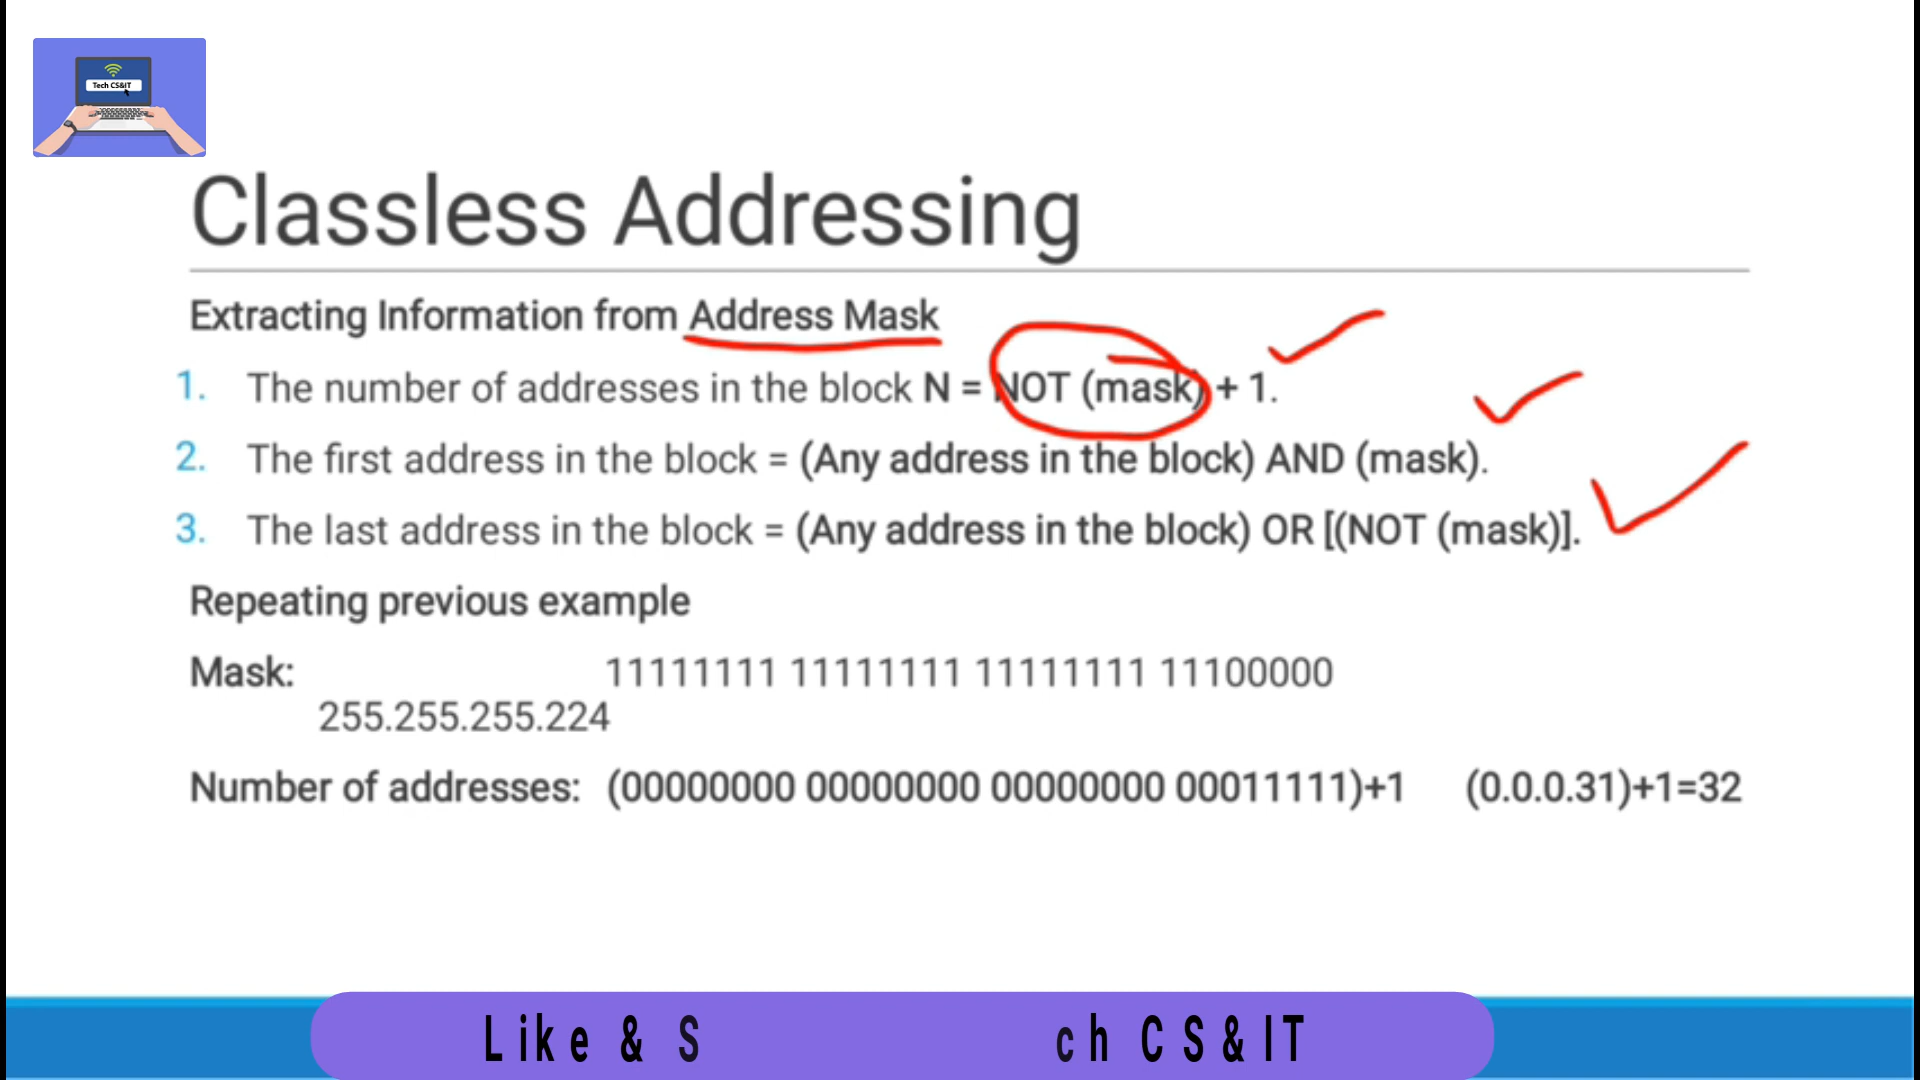 Tech CS&IT
Classless Addressing
Extracting Information from Address Mask
1. The number of addresses in the block N = NOT (mask) + 1.
2. The first address in the block = (Any address in the block) AND (mask).
3. The last address in the block = (Any address in the block) OR [(NOT (mask)].
Repeating previous example
Mask: 11111111 11111111 11111111 11100000
255.255.255.224
Number of addresses: (00000000 00000000 00000000 00011111)+1 (0.0.0.31)+1=32
Like & S ch CS&IT